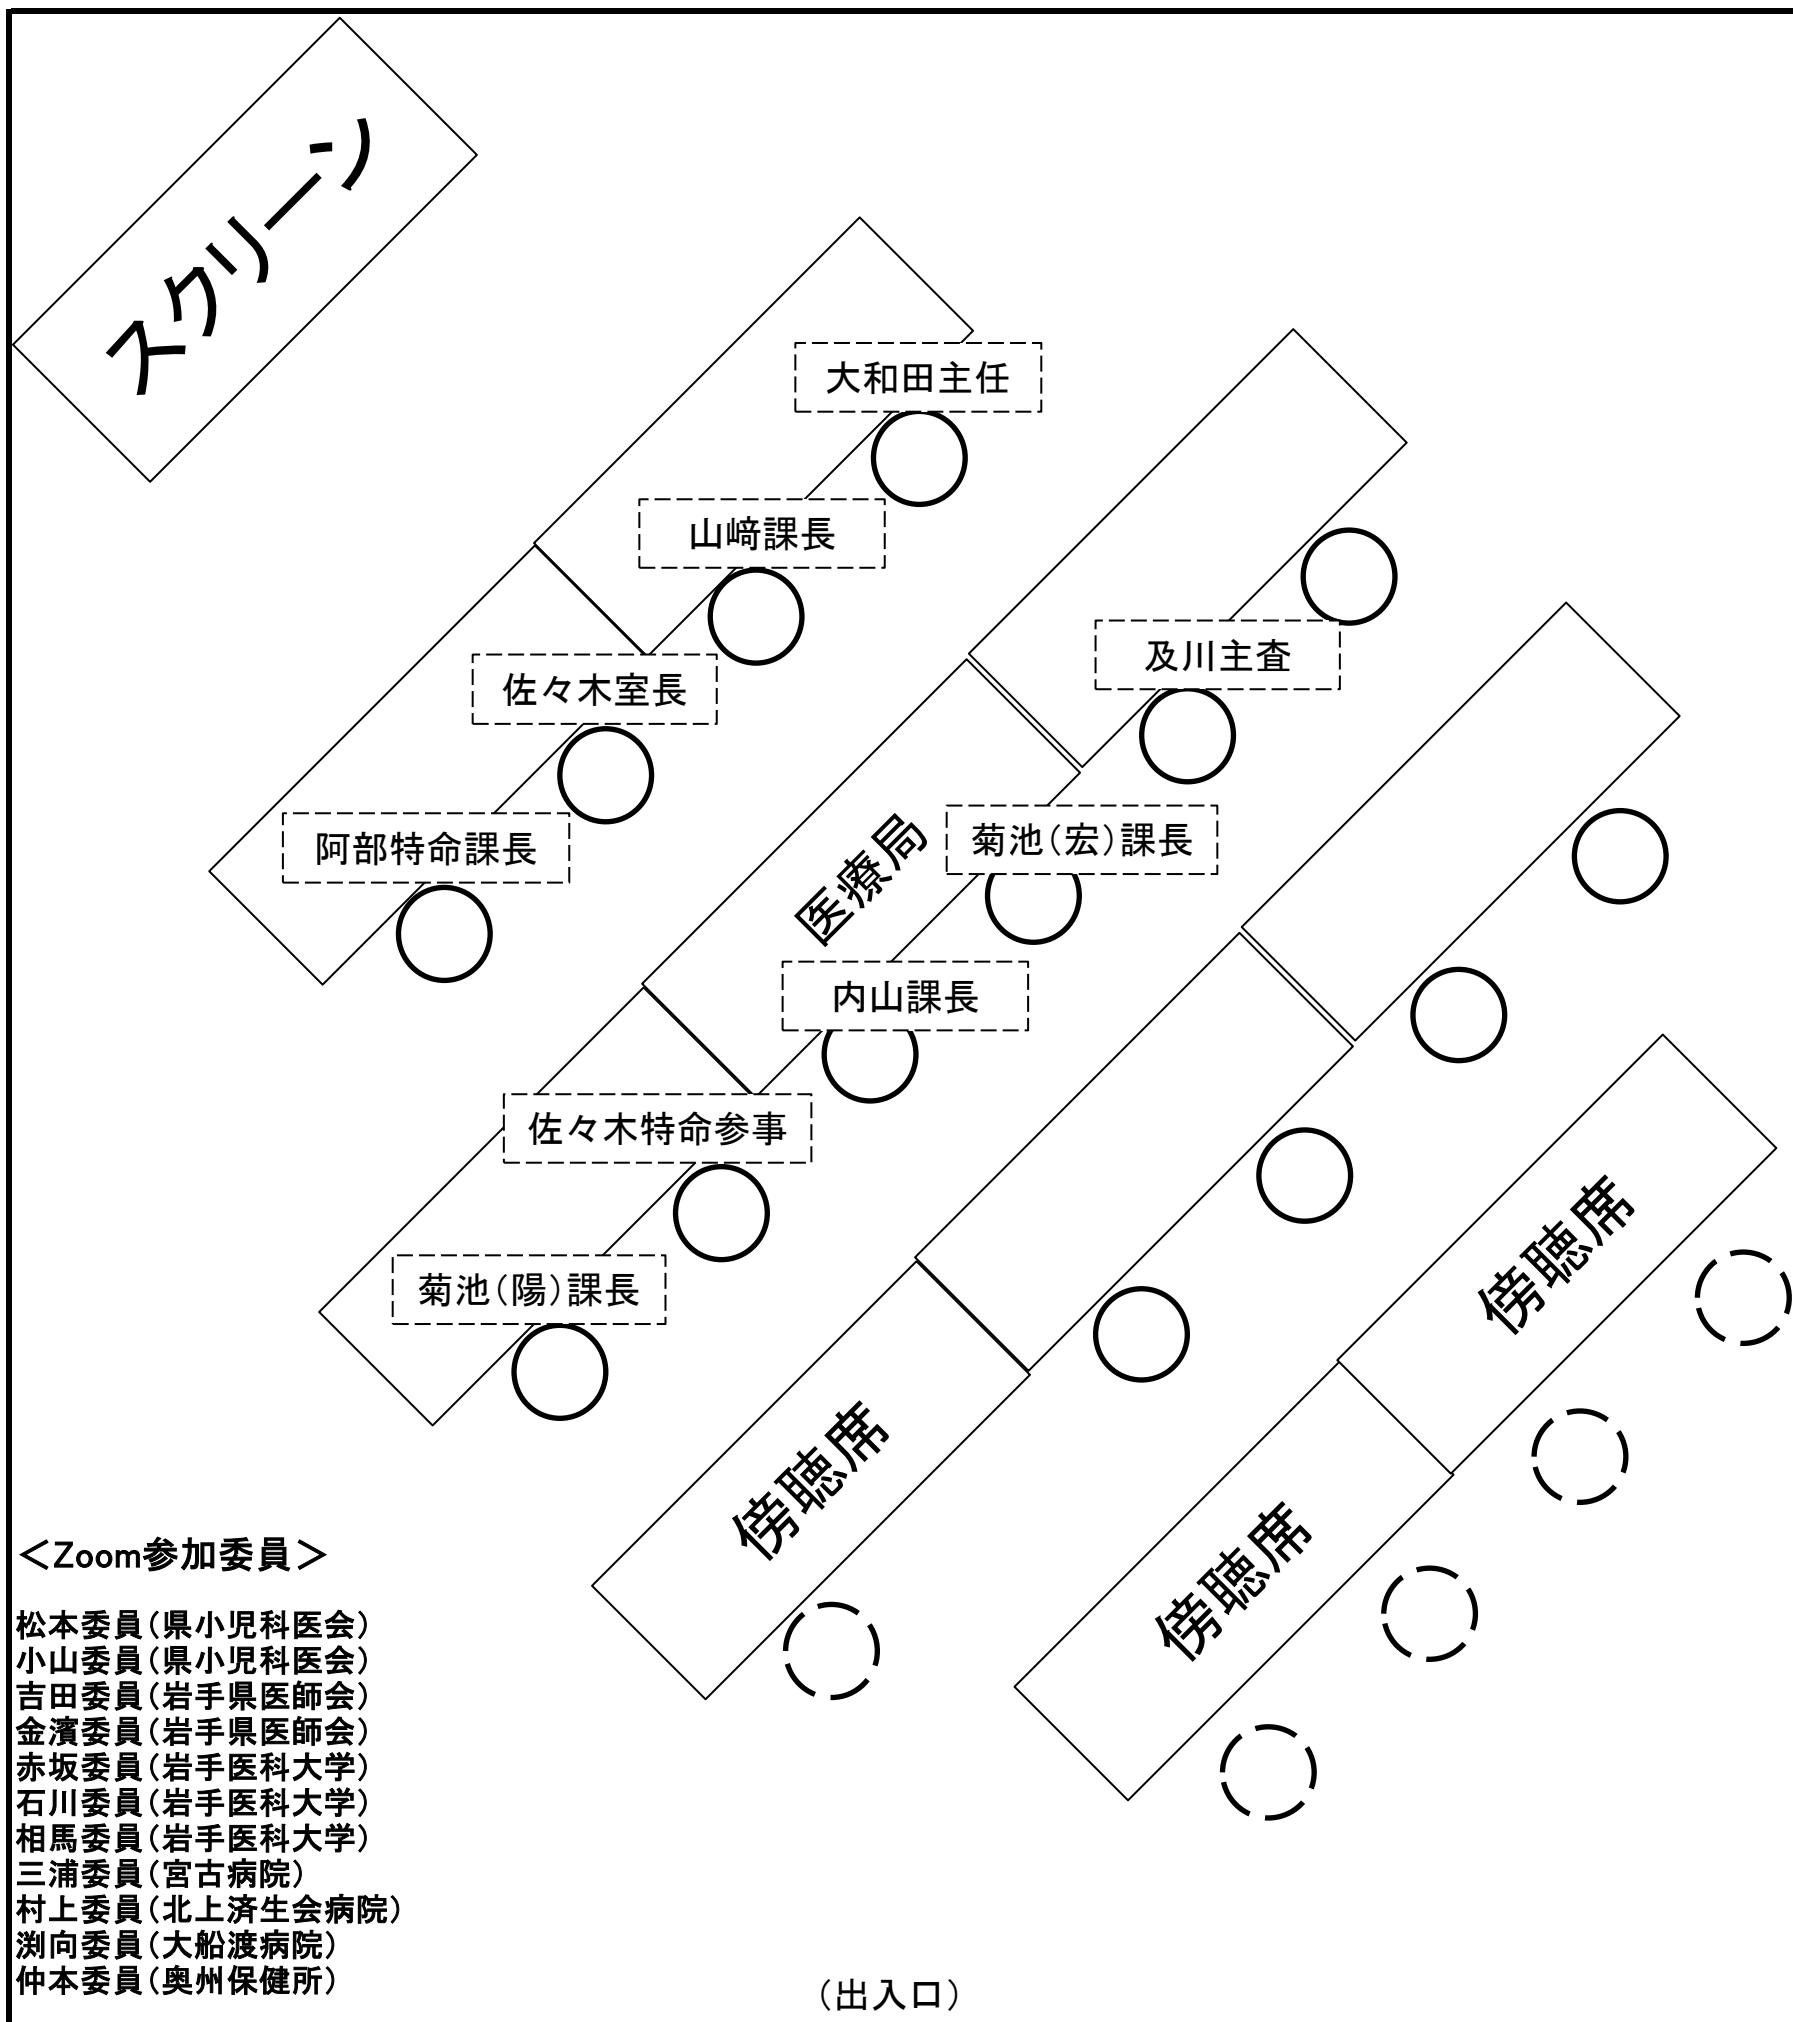 スクリーン
大和田主任
山﨑課長
佐々木室長
阿部特命課長
及川主査
菊池（宏）課長
医療局
内山課長
佐々木特命参事
菊池（陽）課長
傍聴席
傍聴席
傍聴席
＜Zoom参加委員＞
松本委員（県小児科医会）
小山委員（県小児科医会）
吉田委員（岩手県医師会）
金濱委員（岩手県医師会）
赤坂委員（岩手医科大学）
石川委員（岩手医科大学）
相馬委員（岩手医科大学）
三浦委員（宮古病院）
村上委員（北上済生会病院）
渕向委員（大船渡病院）
仲本委員（奥州保健所）
（出入口）